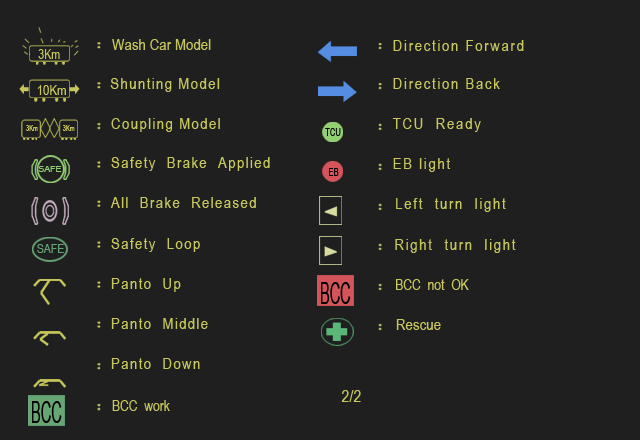 3Km : Wash Car Model
10Km : Shunting Model
3Km 3Km : Coupling Model
SAFE : Safety Brake Applied
: All Brake Released
SAFE : Safety Loop
: Panto Up
: Panto Middle
: Panto Down
BCC : BCC work
: Direction Forward
: Direction Back
TCU : TCU Ready
EB : EB light
: Left turn light
: Right turn light
BCC : BCC not OK
: Rescue
2/2